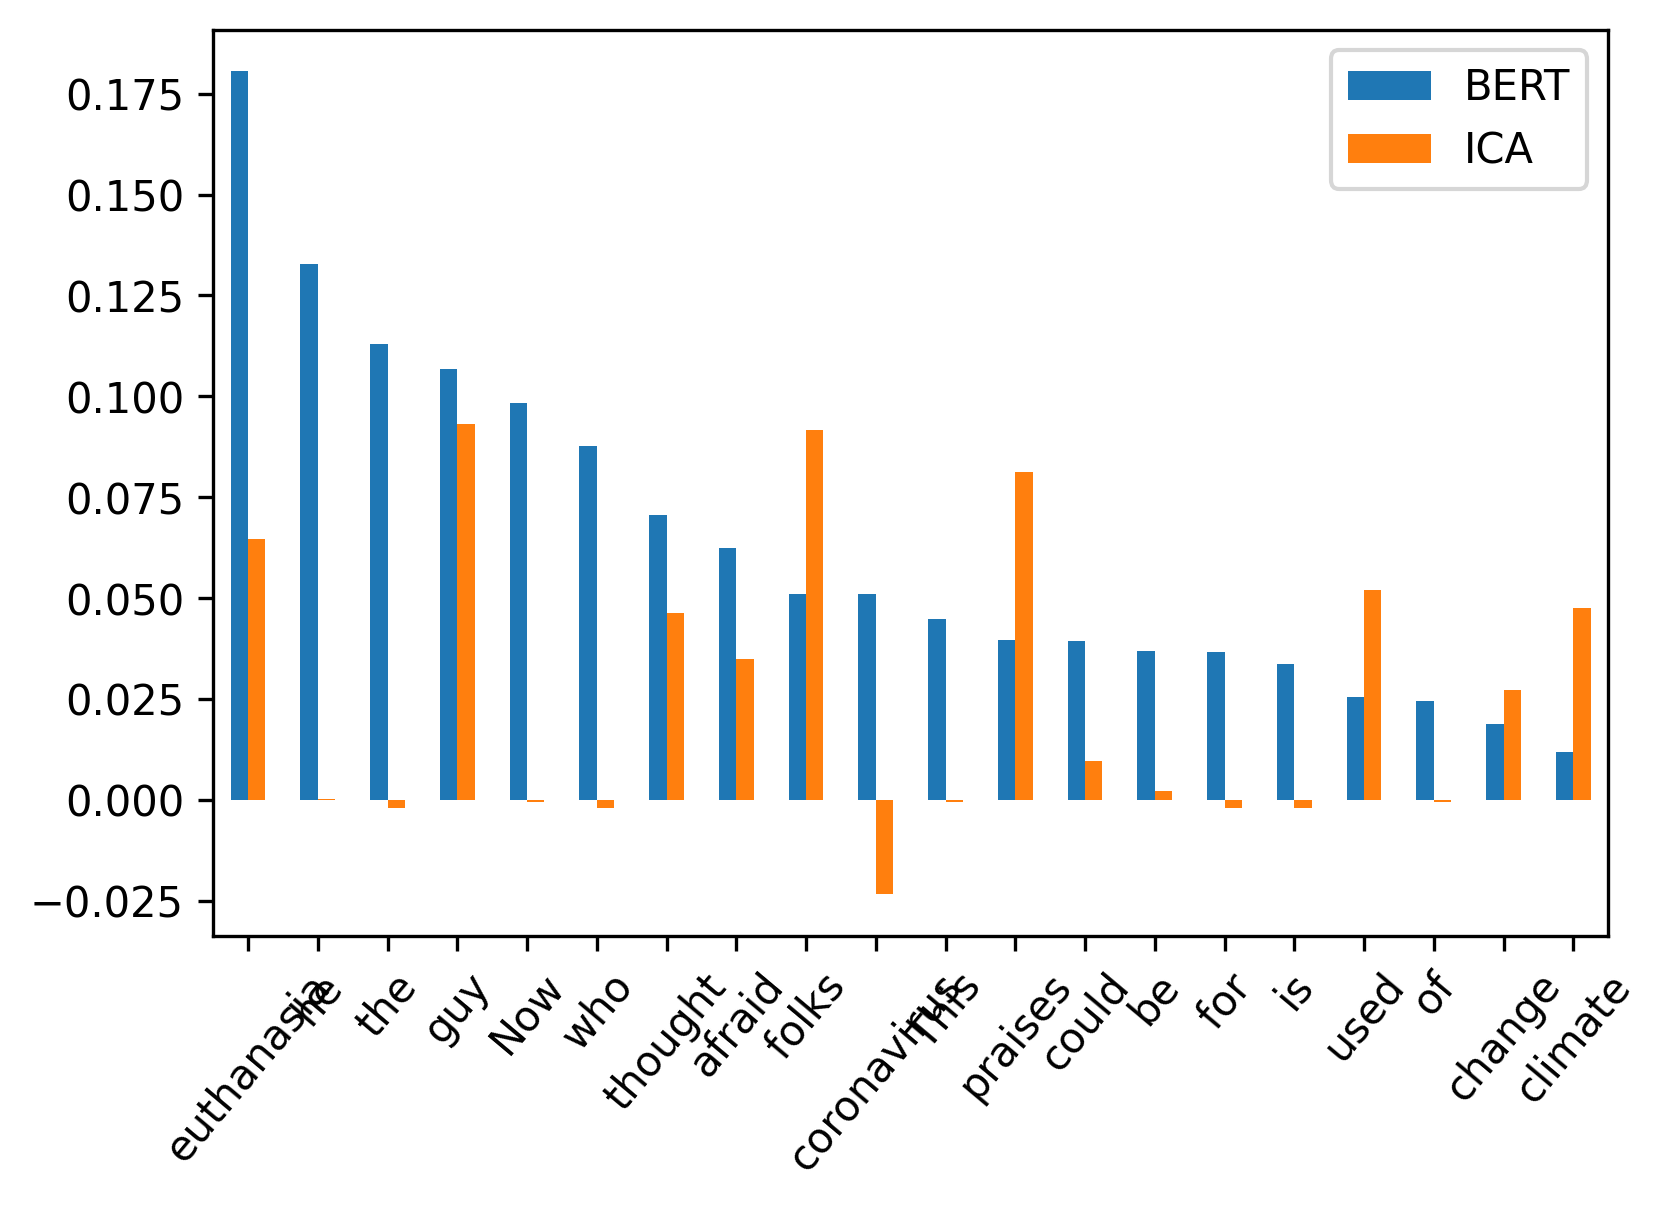 0.175
0.150
0.125
0.100
0.075
0.050
0.025
0.000
−0.025
BERT
ICA
euthanasia
he
the
guy
Now
who
thought
afraid
folks
coronavirus
This
praises
could
be
for
is
used
of
change
climate